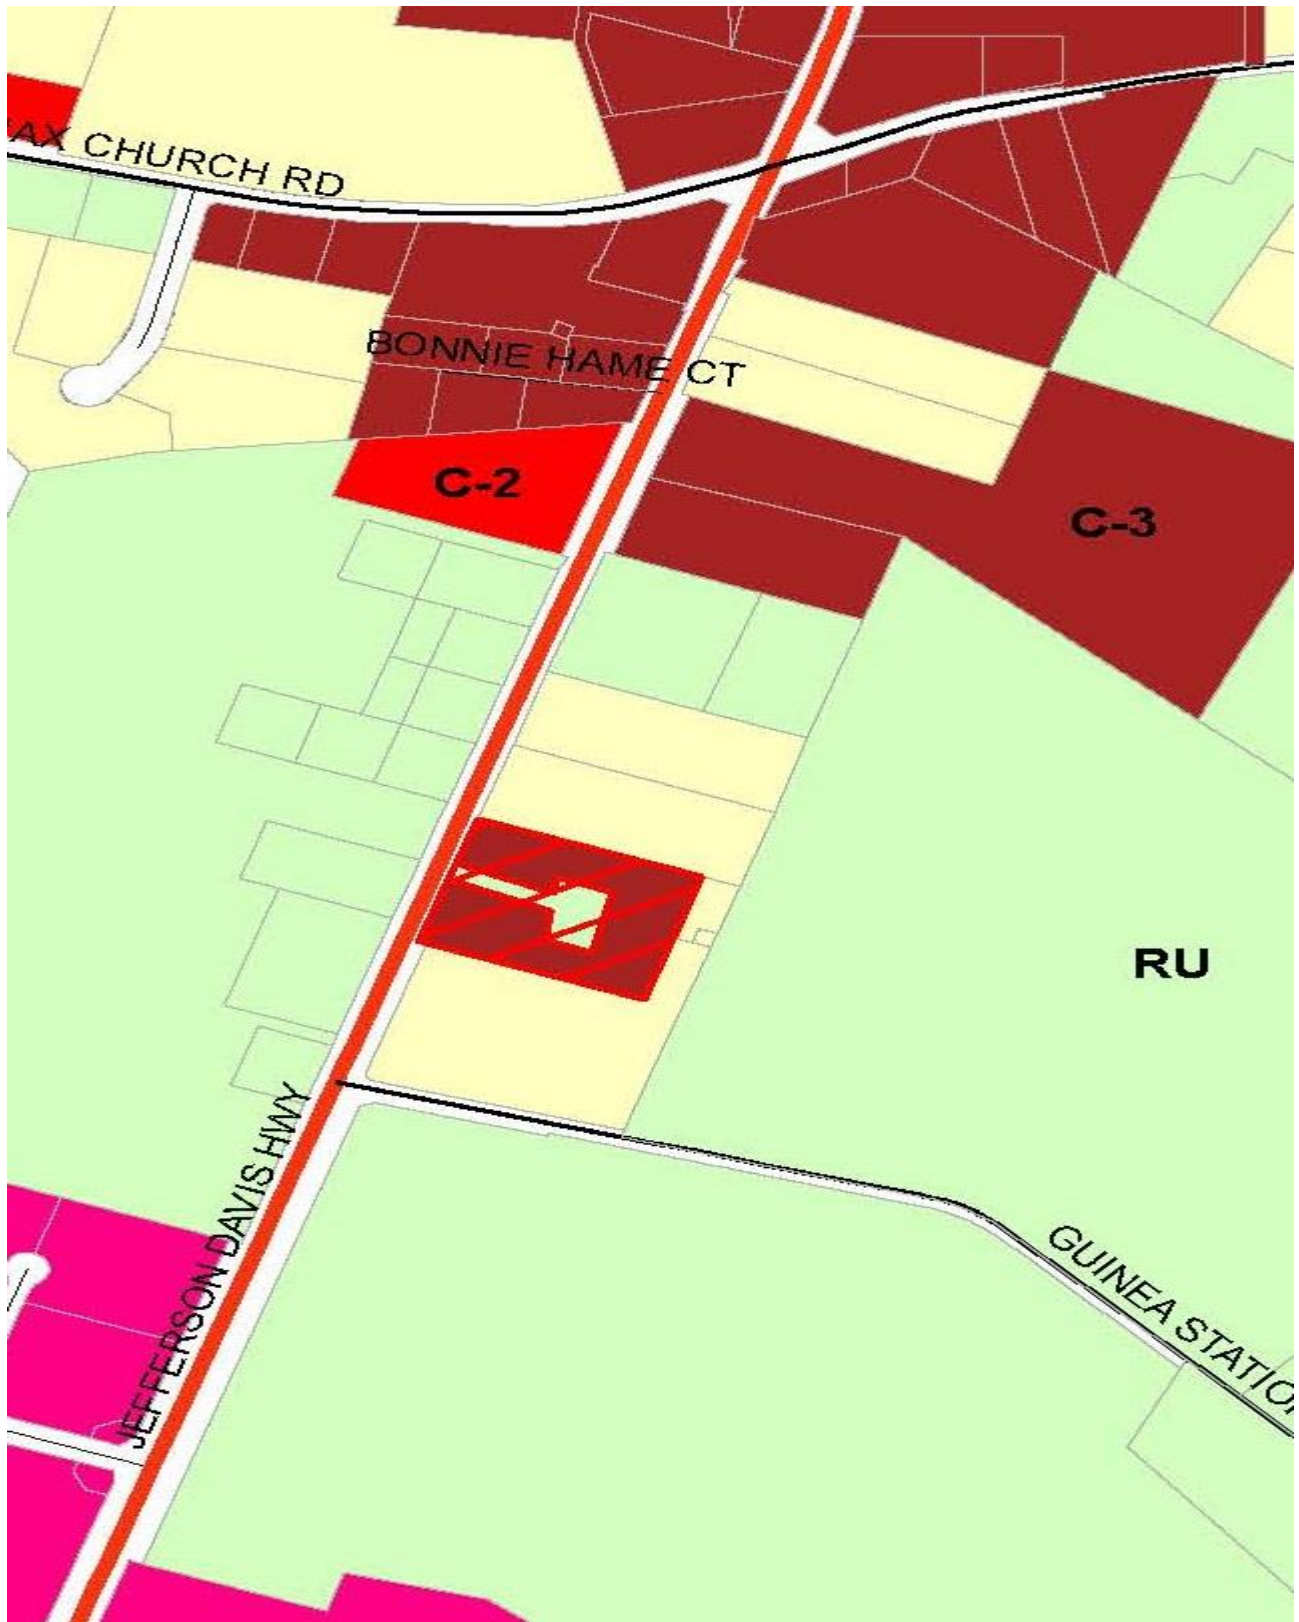 AX CHURCH RD
BONNIE HAME CT
C-2
C-3
RU
JEFFERSON DAVIS HWY
GUINEA STATIO